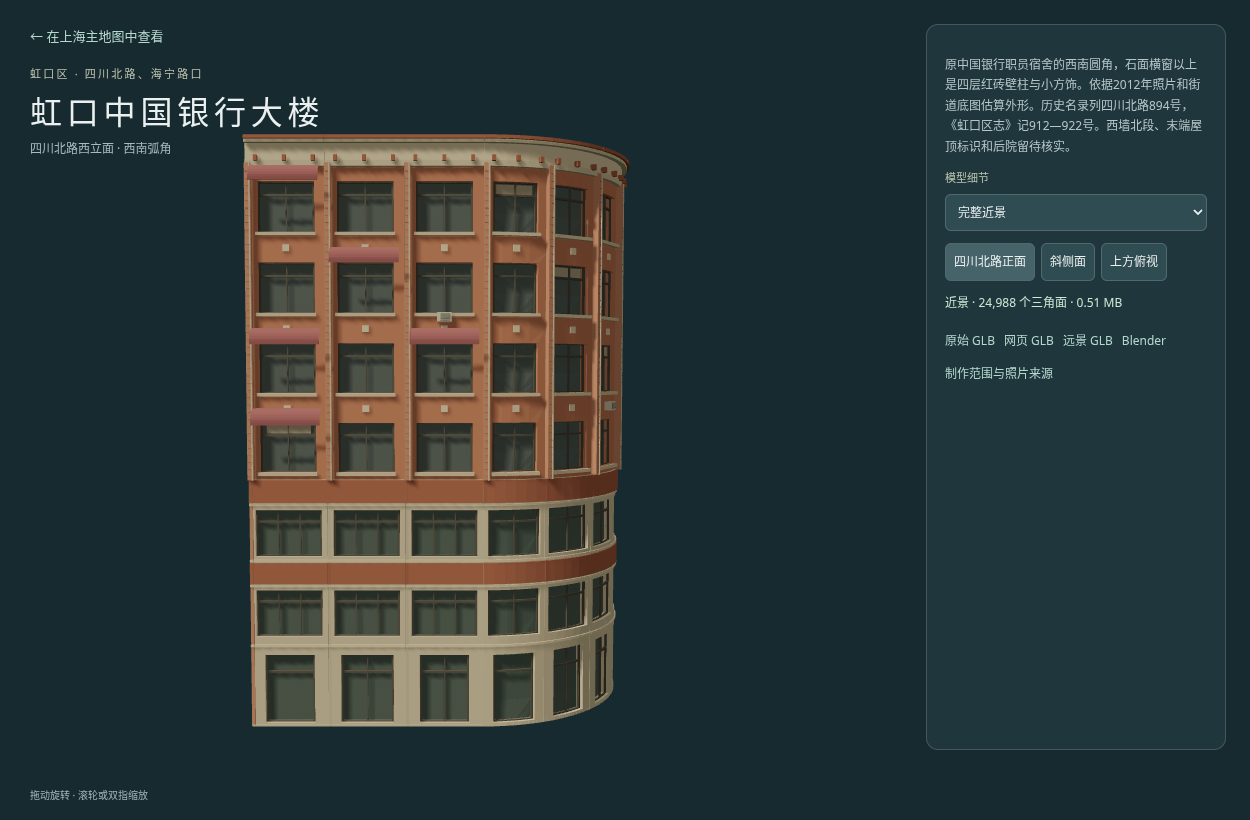 ← 在上海主地图中查看
虹口区 · 四川北路、海宁路口
虹口中国银行大楼
四川北路西立面 · 西南弧角
原中国银行职员宿舍的西南圆角，石面横窗以上
是四层红砖壁柱与小方饰。依据2012年照片和街
道底图估算外形。历史名录列四川北路894号，
《虹口区志》记912—922号。西墙北段、末端屋
顶标识和后院留待核实。
模型细节
完整近景
四川北路正面 斜侧面 上方俯视
近景 · 24,988 个三角面 · 0.51 MB
原始 GLB 网页 GLB 远景 GLB Blender
制作范围与照片来源
拖动旋转 · 滚轮或双指缩放